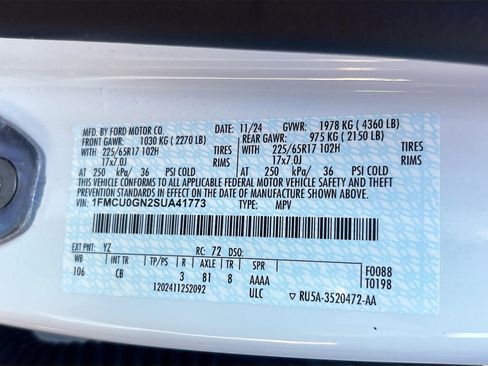 MFD. BY FORD MOTOR CO. DATE: 11/24 GVWR: 1978 KG ( 4360 LB)
FRONT GAWR: 1030 KG ( 2270 LB) REAR GAWR: 975 KG ( 2150 LB)
WITH 225/65R17 102H TIRES WITH 225/65R17 102H TIRES
17x7.0J RIMS 17x7.0J RIMS
AT 250 kPa/ 36 PSI COLD AT 250 kPa/ 36 PSI COLD
THIS VEHICLE CONFORMS TO ALL APPLICABLE FEDERAL MOTOR VEHICLE SAFETY AND THEFT
PREVENTION STANDARDS IN EFFECT ON THE DATE OF MANUFACTURE SHOWN ABOVE.
VIN: 1FMCU0GN2SUA41773 TYPE: MPV
EXT PNT: YZ RC: 72 DSO:
WB INT TR TP/PS R AXLE TR SPR F0088
106 CB 3 81 8 AAAA T0198
1202411252092 ULC ▽ RU5A-3520472-AA